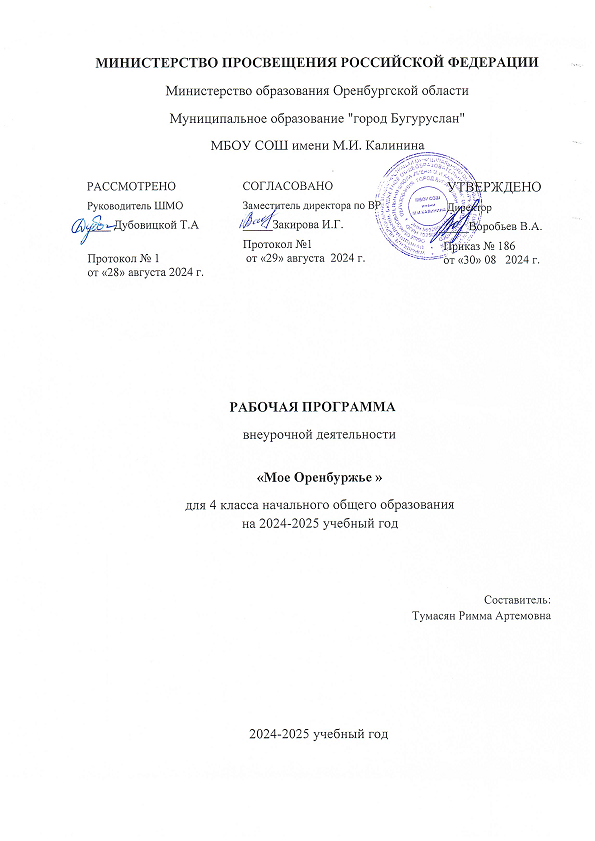 МИНИСТЕРСТВО ПРОСВЕЩЕНИЯ РОССИЙСКОЙ ФЕДЕРАЦИИ
Министерство образования Оренбургской области
Муниципальное образование "город Бугуруслан"
МБОУ СОШ имени М.И. Калинина
РАССМОТРЕНО
Руководитель ШМО
Дубовицкой Т.А
Протокол № 1
от «28» августа 2024 г.
СОГЛАСОВАНО
Заместитель директора по ВР
Закирова И.Г.
Протокол №1
от «29» августа 2024 г.
УТВЕРЖДЕНО
Директор
Воробьев В.А.
Приказ № 186
от «30» 08 2024 г.
РАБОЧАЯ ПРОГРАММА
внеурочной деятельности
«Мое Оренбуржье »
для 4 класса начального общего образования
на 2024-2025 учебный год
Составитель:
Тумасян Римма Артемовна
2024-2025 учебный год